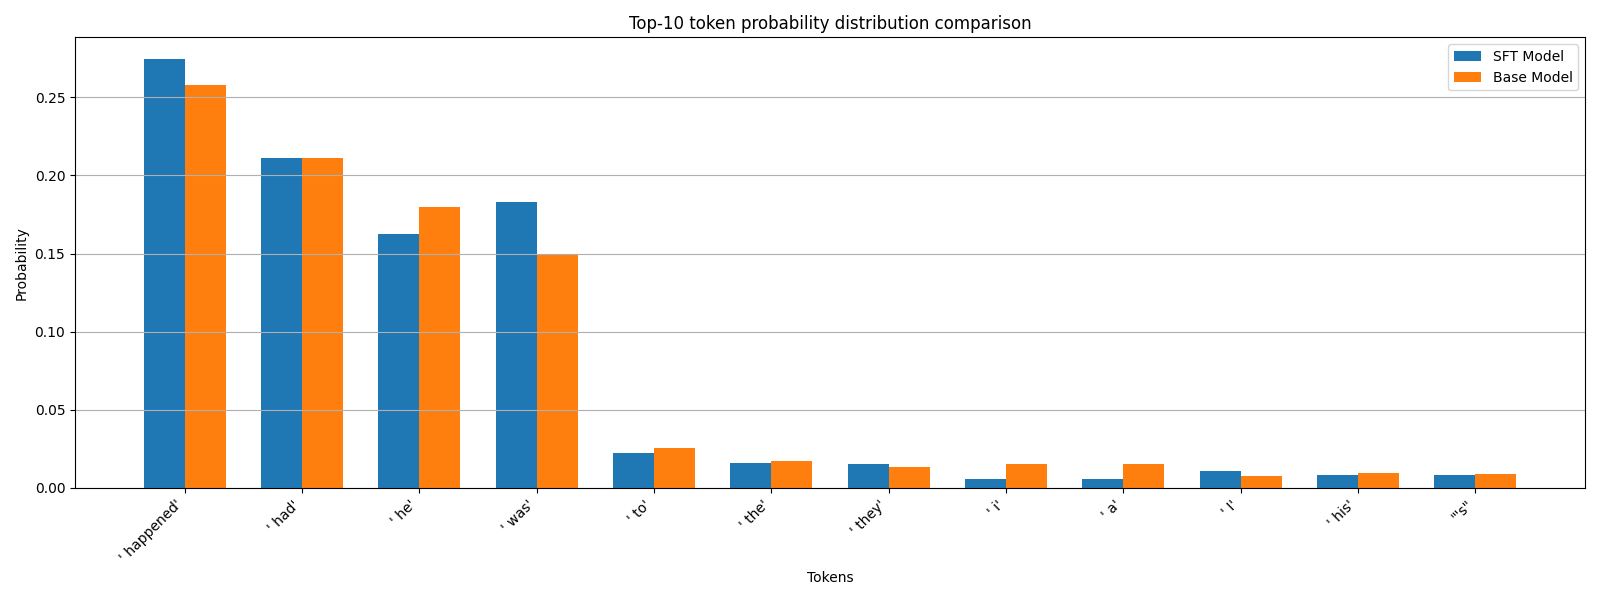 Top-10 token probability distribution comparison
SFT Model
Base Model
Probability
0.25
0.20
0.15
0.10
0.05
0.00
' happened'
' had'
' he'
' was'
' to'
' the'
' they'
' i'
' a'
' I'
' his'
"'s"
Tokens